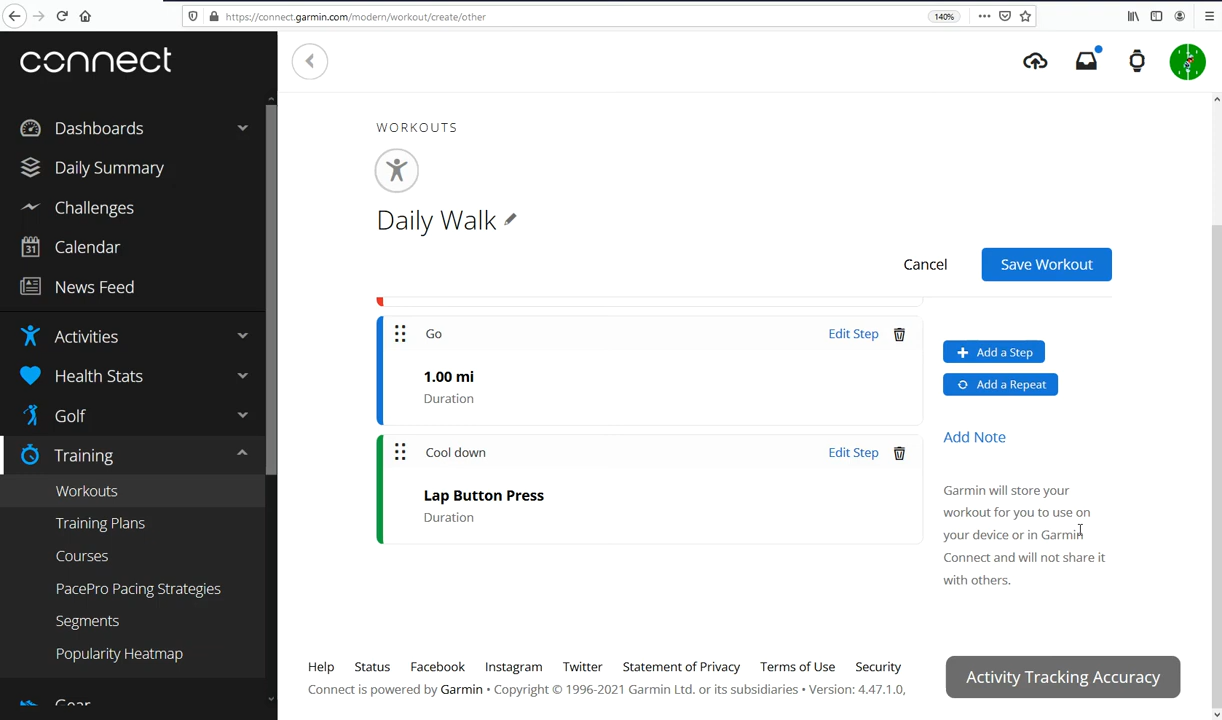 https://connect.garmin.com/modern/workout/create/other
140%
connect
Dashboards
Daily Summary
Challenges
31
Calendar
News Feed
Activities
Health Stats
Golf
Training
Workouts
Training Plans
Courses
PacePro Pacing Strategies
Segments
Popularity Heatmap
Gear
WORKOUTS
Daily Walk
Cancel
Save Workout
Go
Edit Step
1.00 mi
Duration
Cool down
Edit Step
Lap Button Press
Duration
Add a Step
Add a Repeat
Add Note
Garmin will store your
workout for you to use on
your device or in Garmin
Connect and will not share it
with others.
Help Status Facebook Instagram Twitter Statement of Privacy Terms of Use Security
Connect is powered by Garmin • Copyright © 1996-2021 Garmin Ltd. or its subsidiaries • Version: 4.47.1.0,
Activity Tracking Accuracy